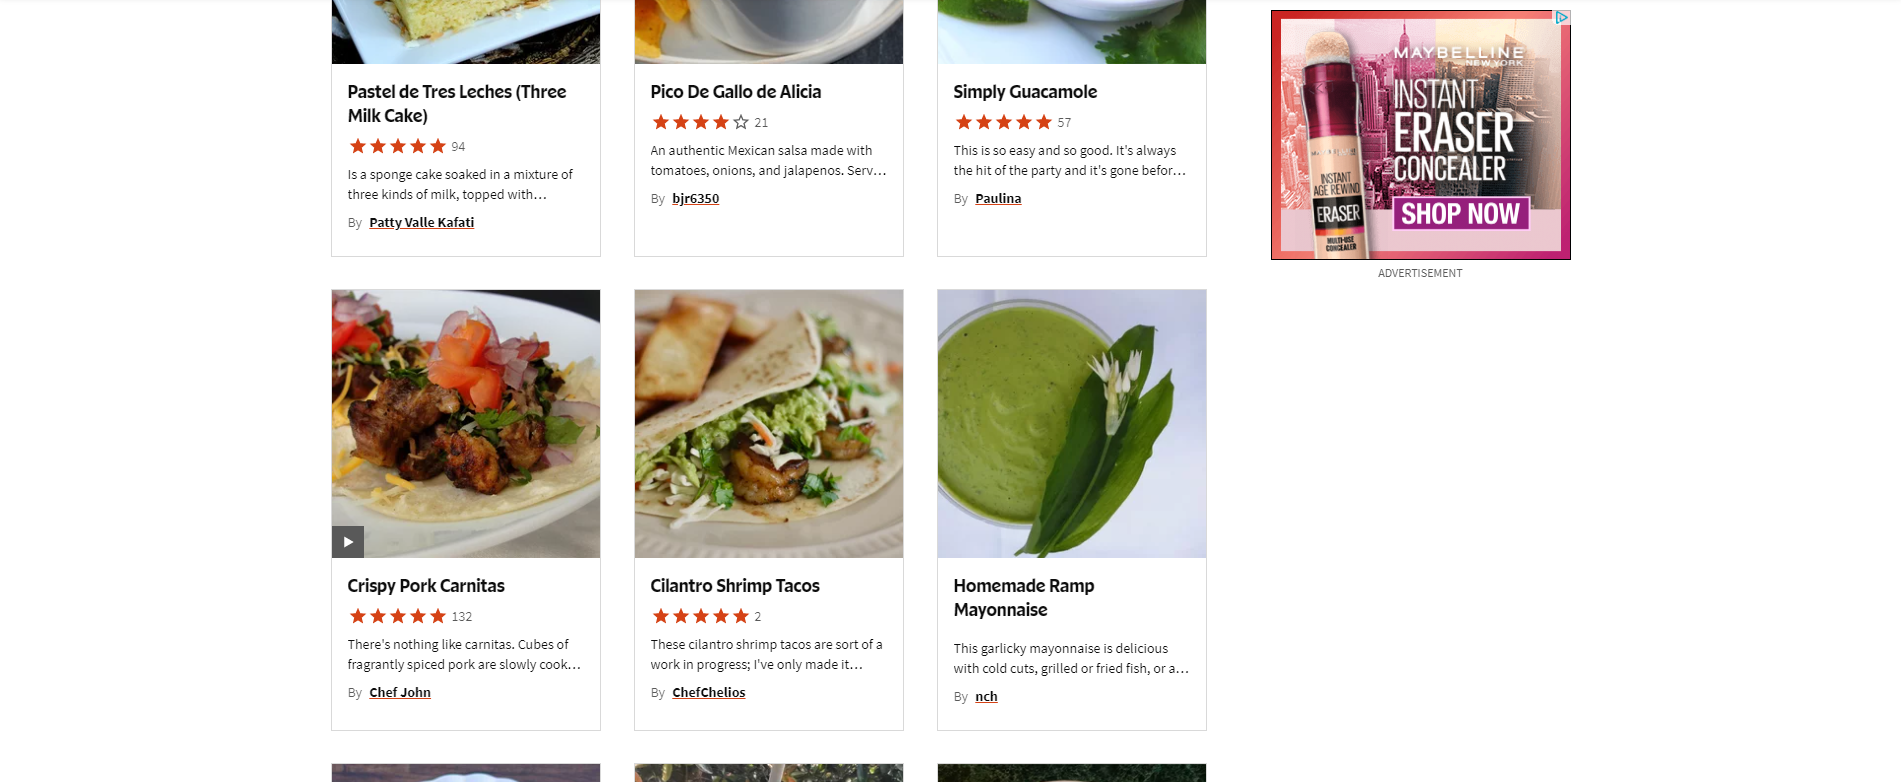 Pastel de Tres Leches (Three
Milk Cake)
94
Is a sponge cake soaked in a mixture of
three kinds of milk, topped with…
By Patty Valle Kafati
Pico De Gallo de Alicia
21
An authentic Mexican salsa made with
tomatoes, onions, and jalapenos. Serv…
By bjr6350
Simply Guacamole
57
This is so easy and so good. It's always
the hit of the party and it's gone befor…
By Paulina
MAYBELLINE
NEW YORK
INSTANT
ERASER
CONCEALER
SHOP NOW
INSTANT
AGE REWIND
ERASER
MULTI-USE
CONCEALER
ADVERTISEMENT
Crispy Pork Carnitas
132
There's nothing like carnitas. Cubes of
fragrantly spiced pork are slowly cook…
By Chef John
Cilantro Shrimp Tacos
2
These cilantro shrimp tacos are sort of a
work in progress; I've only made it…
By ChefChelios
Homemade Ramp
Mayonnaise
This garlicky mayonnaise is delicious
with cold cuts, grilled or fried fish, or a…
By nch